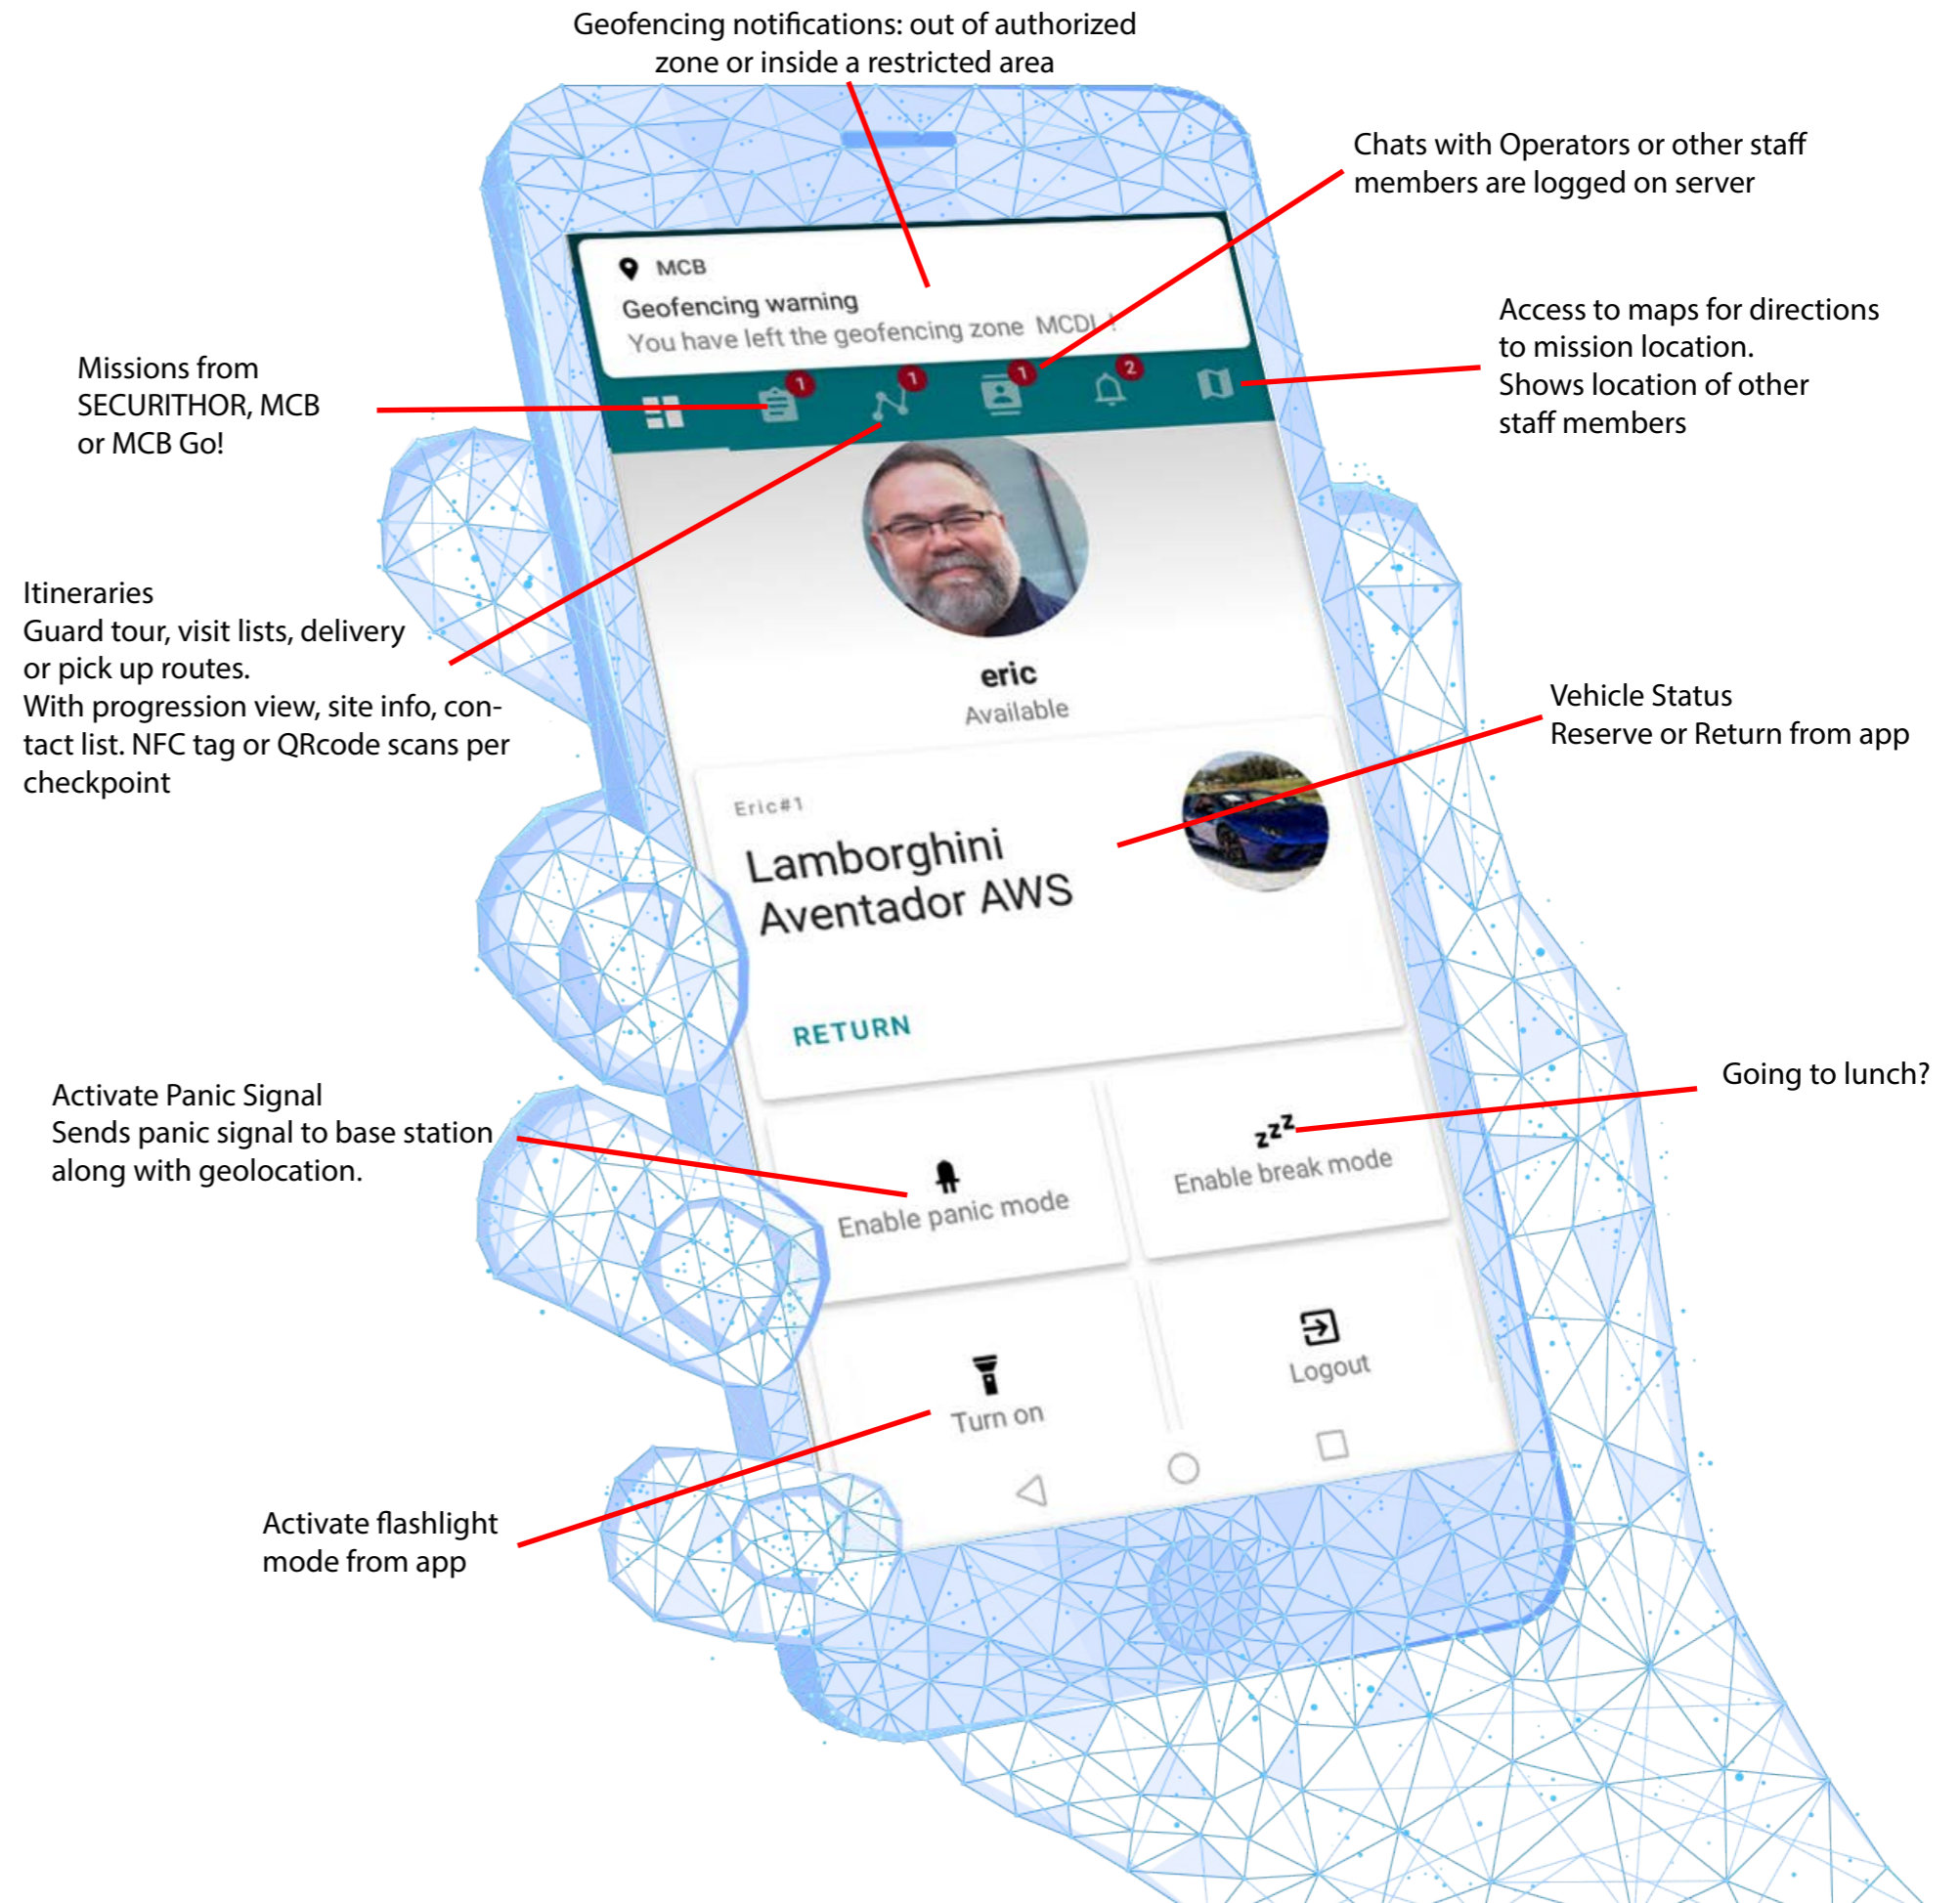 Geofencing notifications: out of authorized
zone or inside a restricted area
Chats with Operators or other staff
members are logged on server
MCB
Geofencing warning
You have left the geofencing zone MCDI !
Access to maps for directions
to mission location.
Shows location of other
staff members
Missions from
SECURITHOR, MCB
or MCB Go!
1
1
1
2
Itineraries
Guard tour, visit lists, delivery
or pick up routes.
With progression view, site info, con-
tact list. NFC tag or QRcode scans per
checkpoint
eric
Available
Vehicle Status
Reserve or Return from app
Eric#1
Lamborghini
Aventador AWS
RETURN
Activate Panic Signal
Sends panic signal to base station
along with geolocation.
Going to lunch?
zzz
Enable panic mode
Enable break mode
Turn on
Logout
Activate flashlight
mode from app